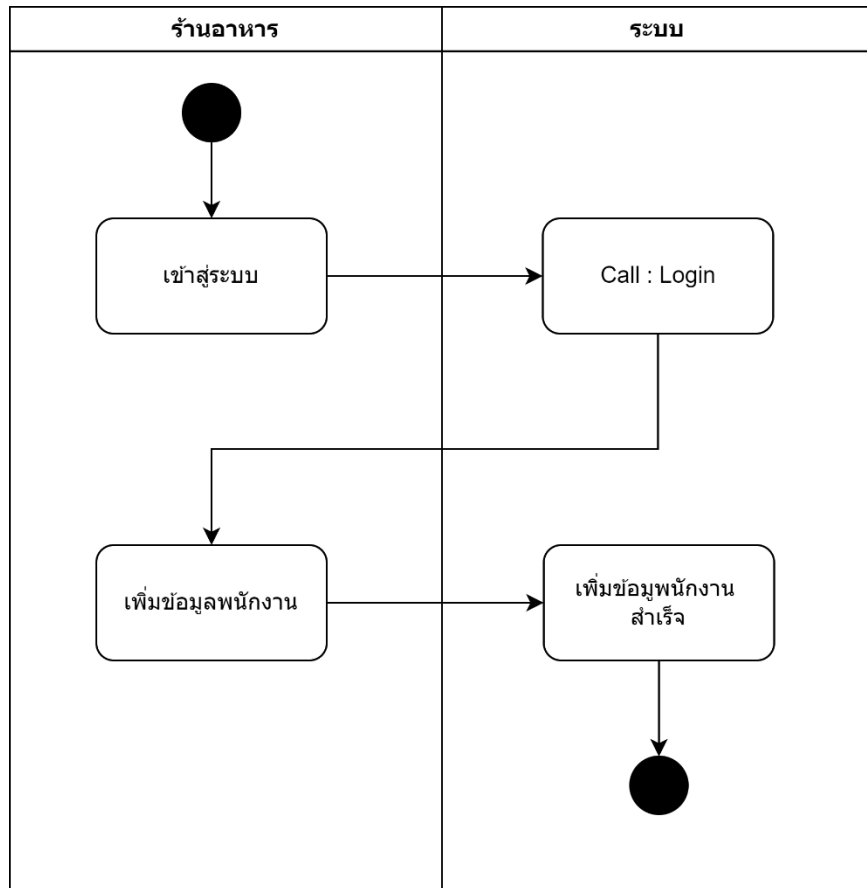 ร้านอาหาร
ระบบ
เข้าสู่ระบบ
Call : Login
เพิ่มข้อมูลพนักงาน
เพิ่มข้อมูพนักงาน
สำเร็จ